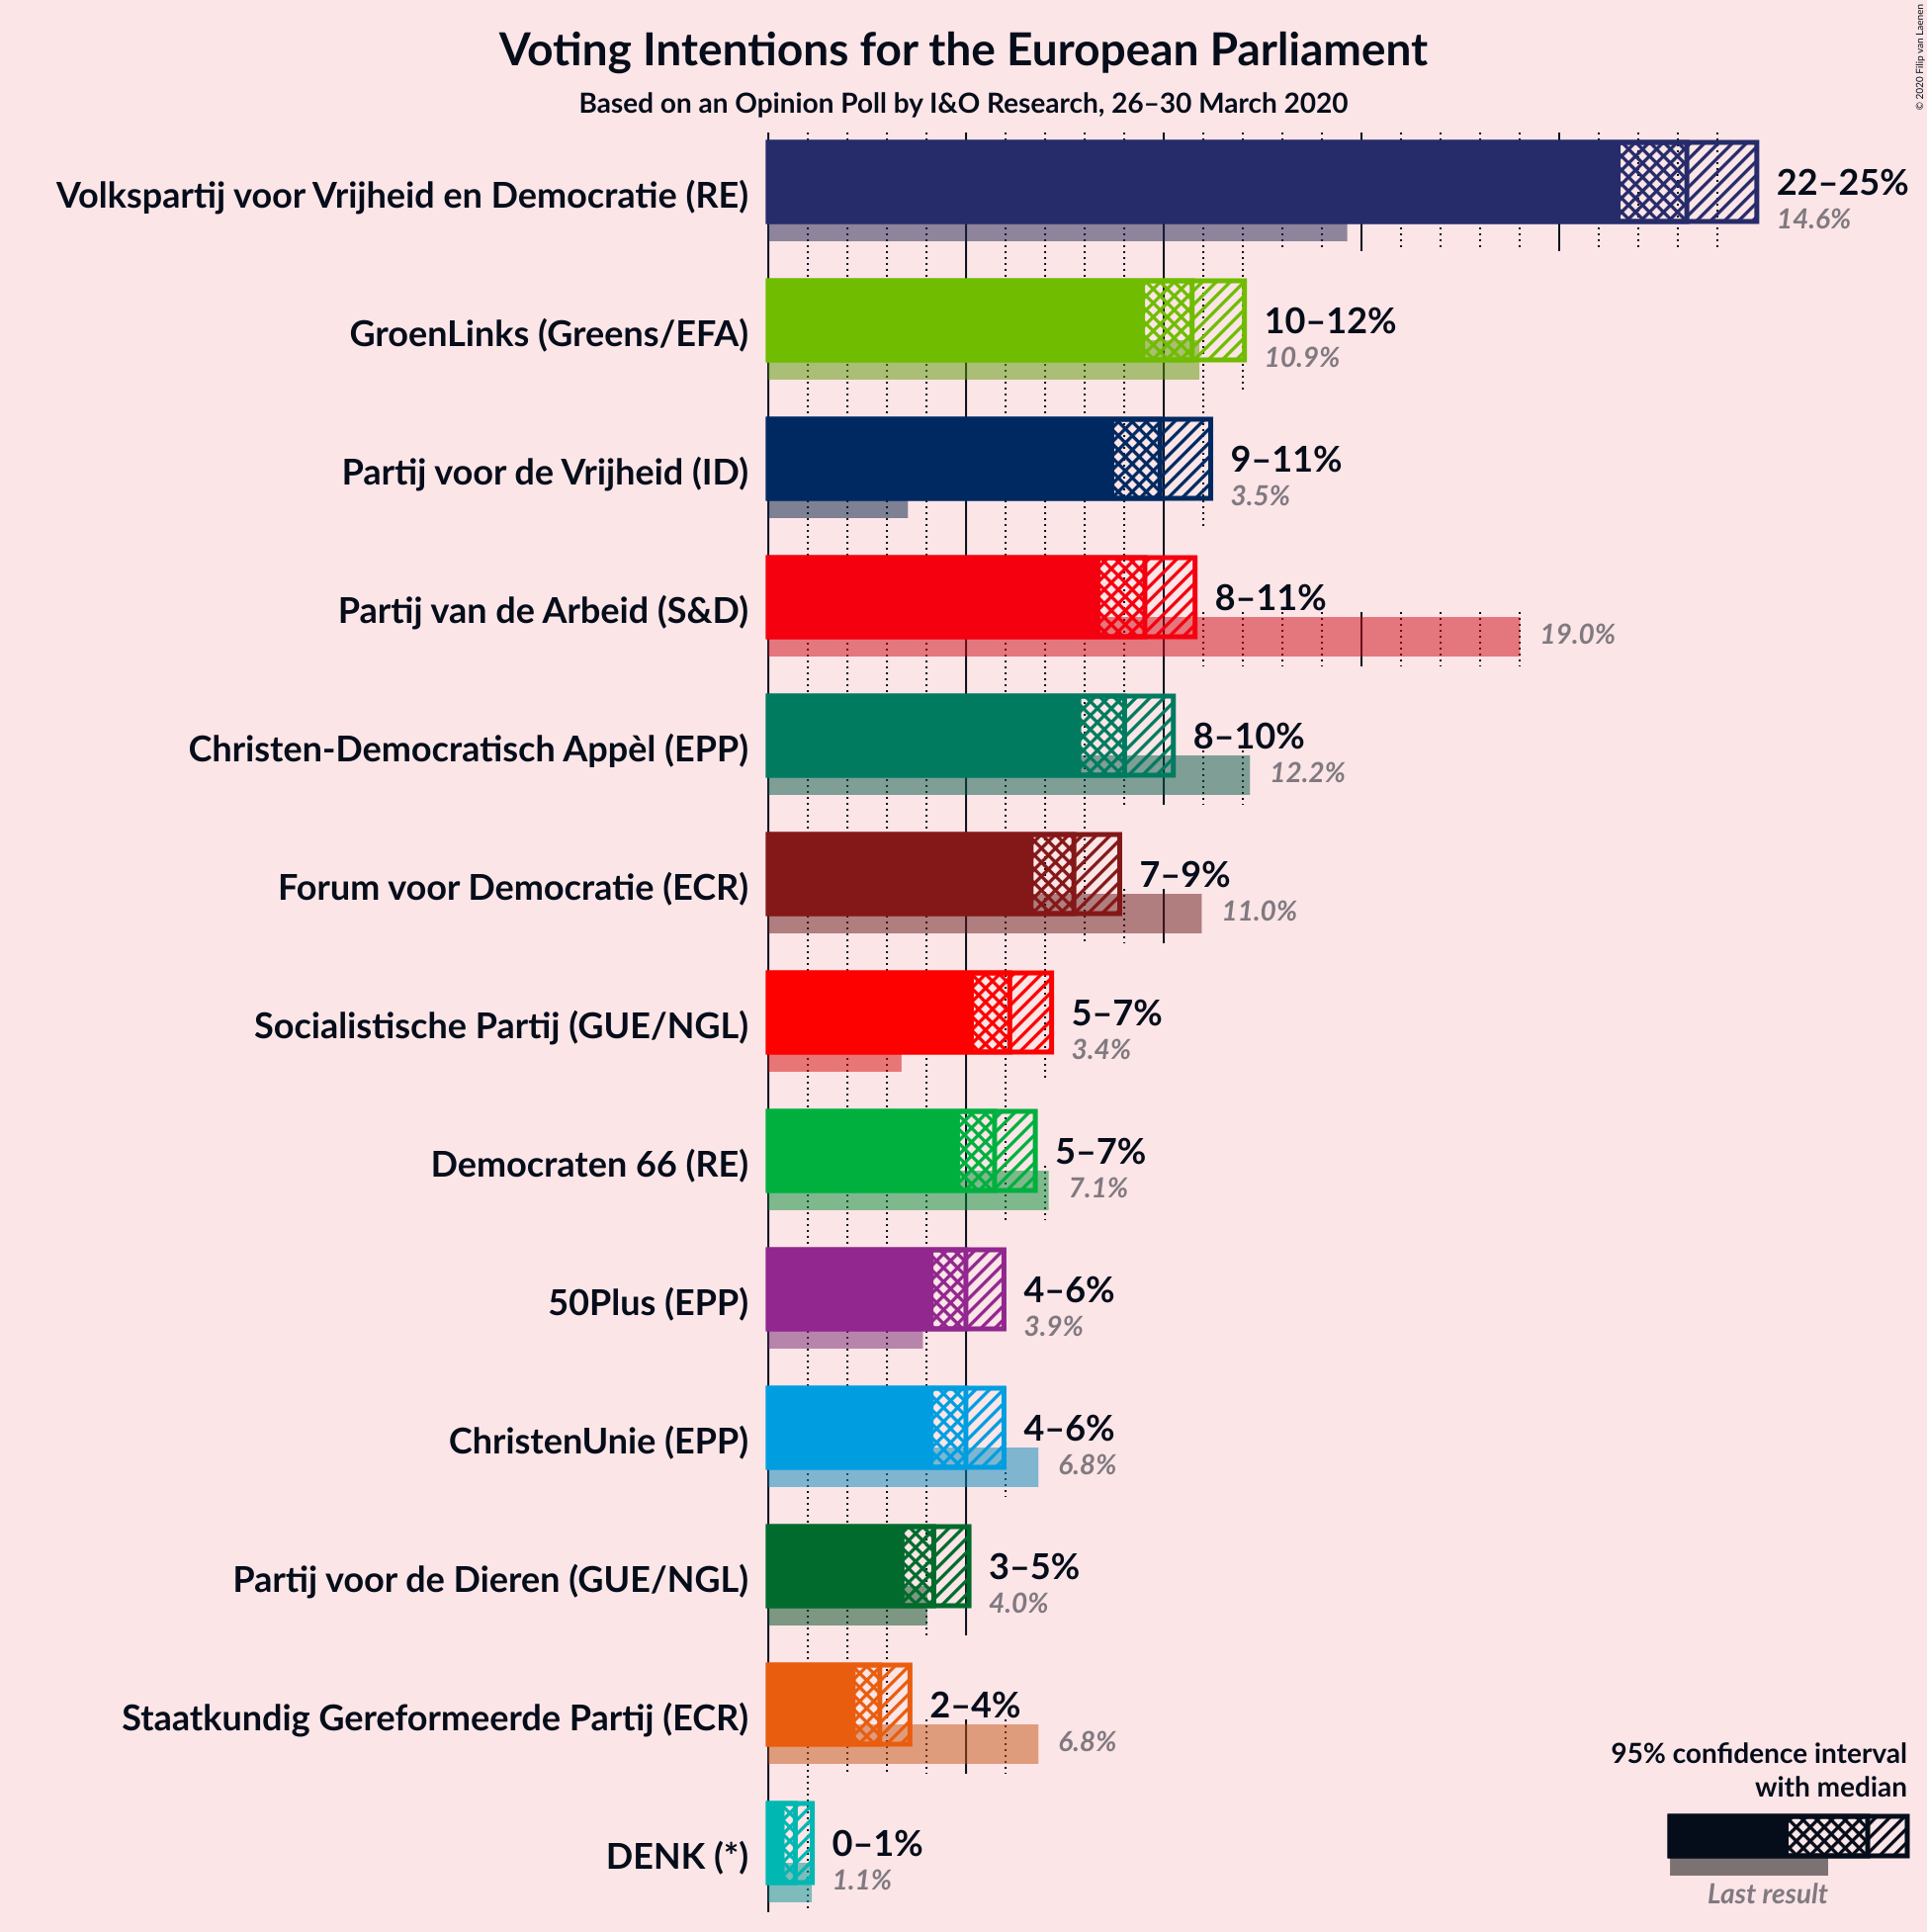 Voting Intentions for the European Parliament
Based on an Opinion Poll by I&O Research, 26–30 March 2020
© 2020 Filip van Laenen
Volkspartij voor Vrijheid en Democratie (RE)
22–25%
14.6%
GroenLinks (Greens/EFA)
10–12%
10.9%
Partij voor de Vrijheid (ID)
9–11%
3.5%
Partij van de Arbeid (S&D)
8–11%
19.0%
Christen-Democratisch Appèl (EPP)
8–10%
12.2%
Forum voor Democratie (ECR)
7–9%
11.0%
Socialistische Partij (GUE/NGL)
5–7%
3.4%
Democraten 66 (RE)
5–7%
7.1%
50Plus (EPP)
4–6%
3.9%
ChristenUnie (EPP)
4–6%
6.8%
Partij voor de Dieren (GUE/NGL)
3–5%
4.0%
Staatkundig Gereformeerde Partij (ECR)
2–4%
6.8%
DENK (*)
0–1%
1.1%
95% confidence interval
with median
Last result